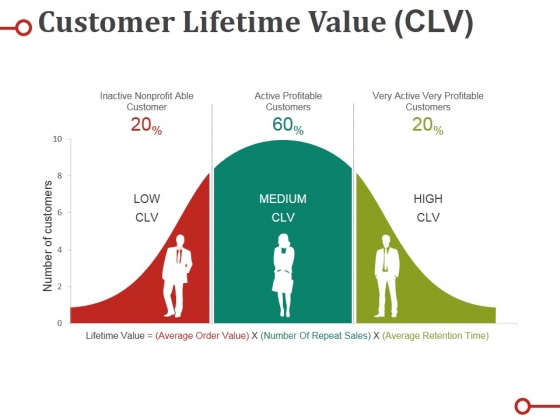 Customer Lifetime Value (CLV)
Inactive Nonprofit Able
Customer
20%
Active Profitable
Customers
60%
Very Active Very Profitable
Customers
20%
Number of customers
10
8
6
4
2
0
LOW
CLV
MEDIUM
CLV
HIGH
CLV
Lifetime Value = (Average Order Value) X (Number Of Repeat Sales) X (Average Retention Time)